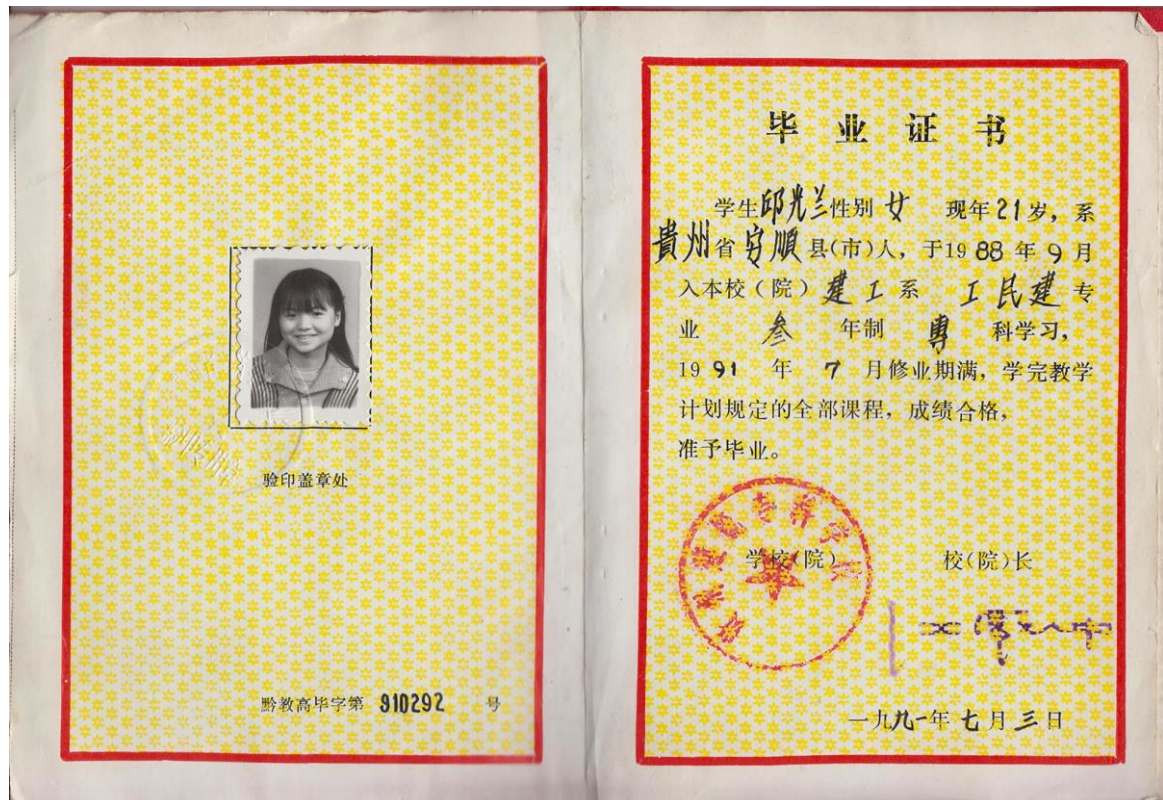 验印盖章处
黔教高毕字第 910292 号
毕业证书
学生邱光兰性别女 现年21岁，系
貴州省安順县(市)人，于1988年9月
入本校(院)建工系 工民建专
业 叁 年制 專 科学习，
1991 年 7 月修业期满，学完教学
计划规定的全部课程，成绩合格，
准予毕业。
学校(院) 校(院)长
一九九一年七月三日